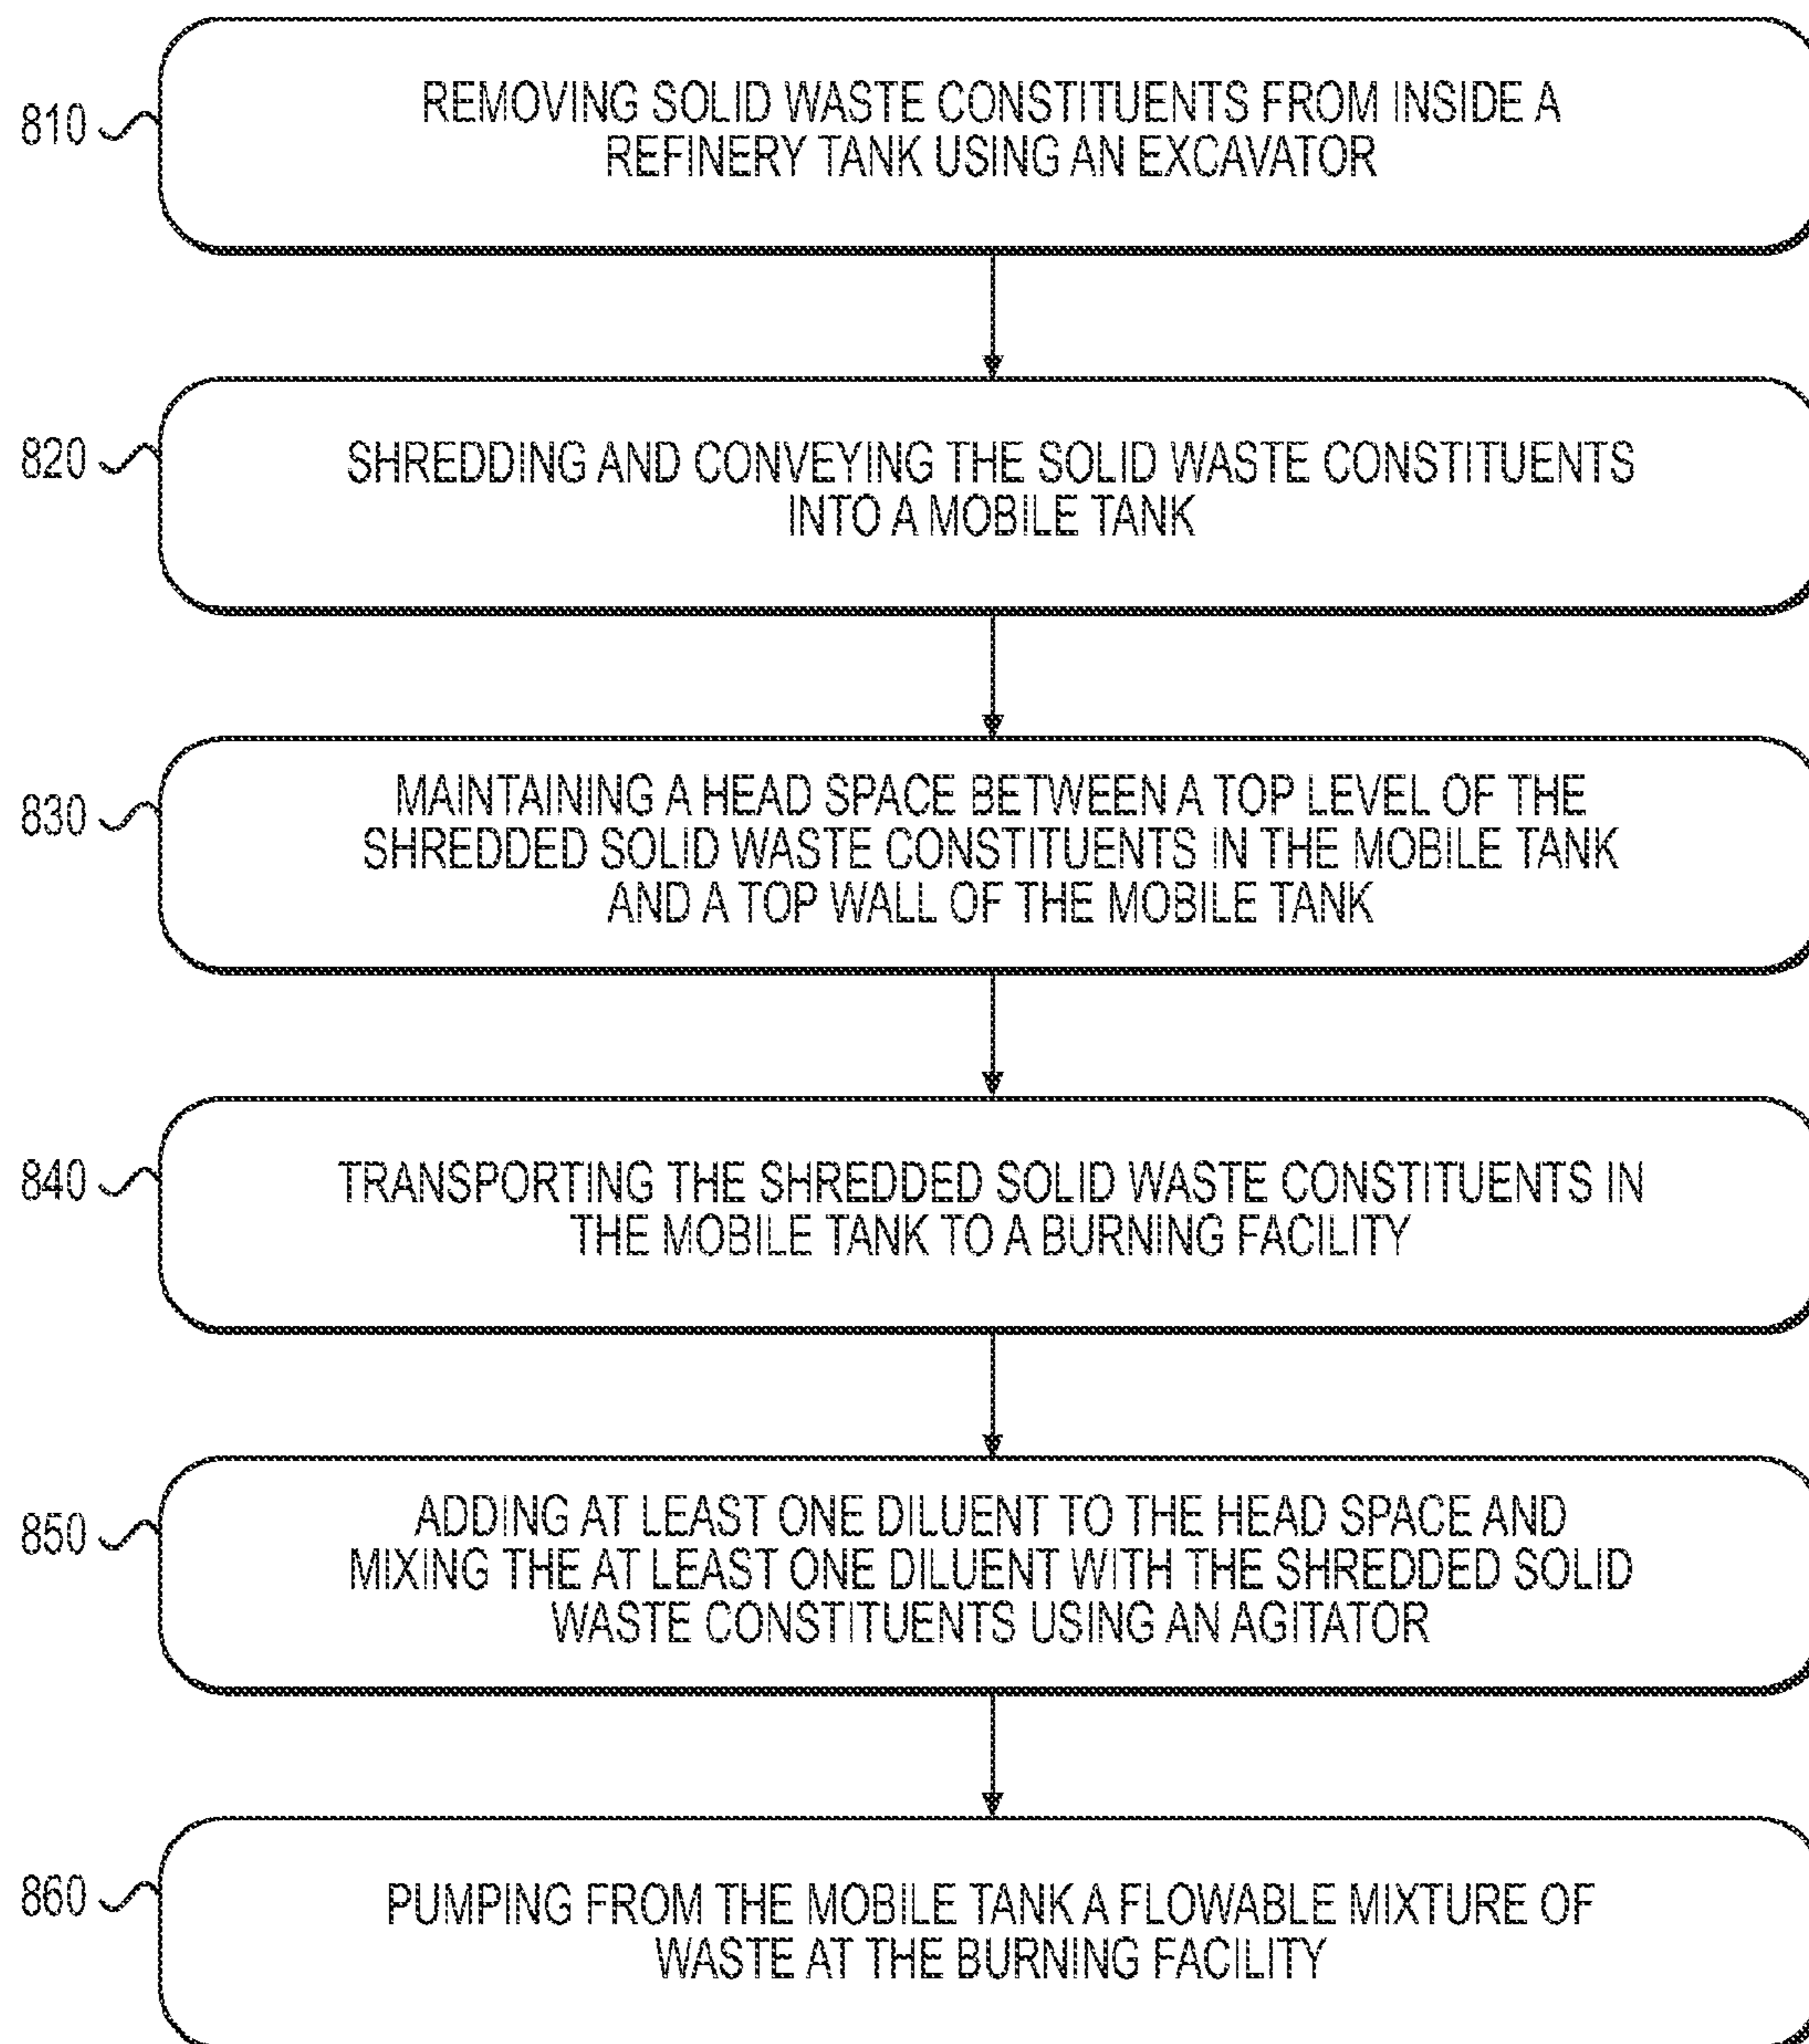 810
REMOVING SOLID WASTE CONSTITUENTS FROM INSIDE A
REFINERY TANK USING AN EXCAVATOR
820
SHREDDING AND CONVEYING THE SOLID WASTE CONSTITUENTS
INTO A MOBILE TANK
830
MAINTAINING A HEAD SPACE BETWEEN A TOP LEVEL OF THE
SHREDDED SOLID WASTE CONSTITUENTS IN THE MOBILE TANK
AND A TOP WALL OF THE MOBILE TANK
840
TRANSPORTING THE SHREDDED SOLID WASTE CONSTITUENTS IN
THE MOBILE TANK TO A BURNING FACILITY
850
ADDING AT LEAST ONE DILUENT TO THE HEAD SPACE AND
MIXING THE AT LEAST ONE DILUENT WITH THE SHREDDED SOLID
WASTE CONSTITUENTS USING AN AGITATOR
860
PUMPING FROM THE MOBILE TANK A FLOWABLE MIXTURE OF
WASTE AT THE BURNING FACILITY